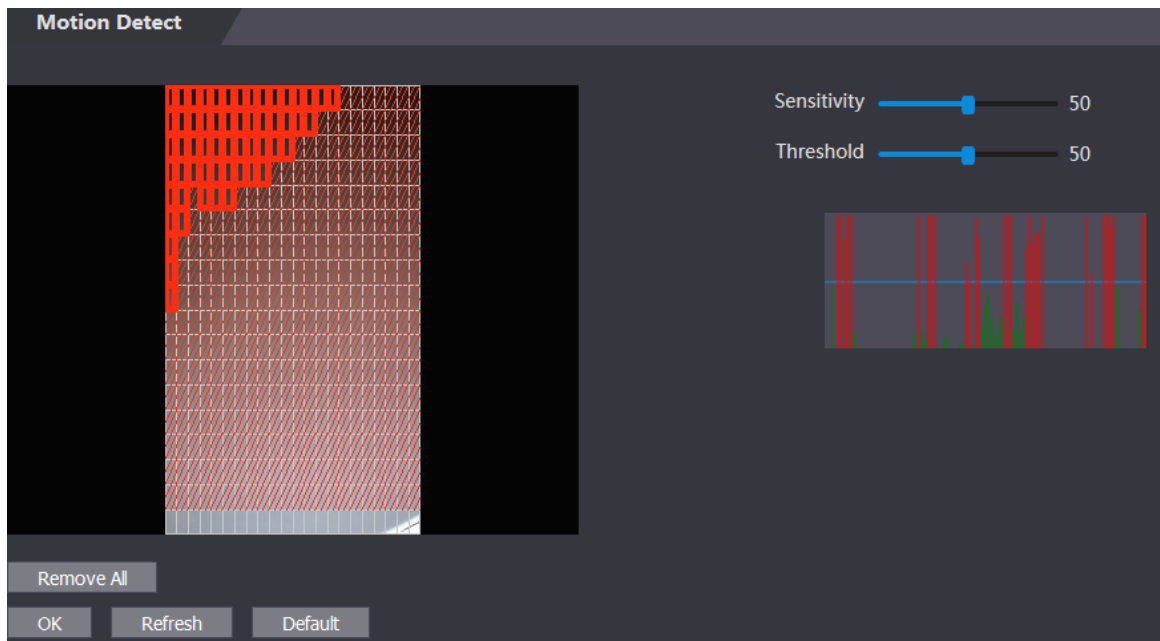 Motion Detect
Sensitivity 50
Threshold 50
Remove All
OK Refresh Default